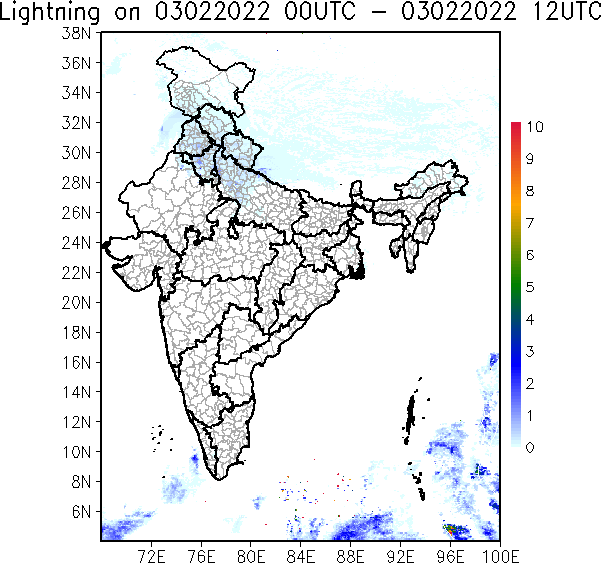 Lightning on 03022022 00UTC – 03022022 12UTC
38N
36N
34N
32N
30N
28N
26N
24N
22N
20N
18N
16N
14N
12N
10N
8N
6N
72E 76E 80E 84E 88E 92E 96E 100E
10
9
8
7
6
5
4
3
2
1
0